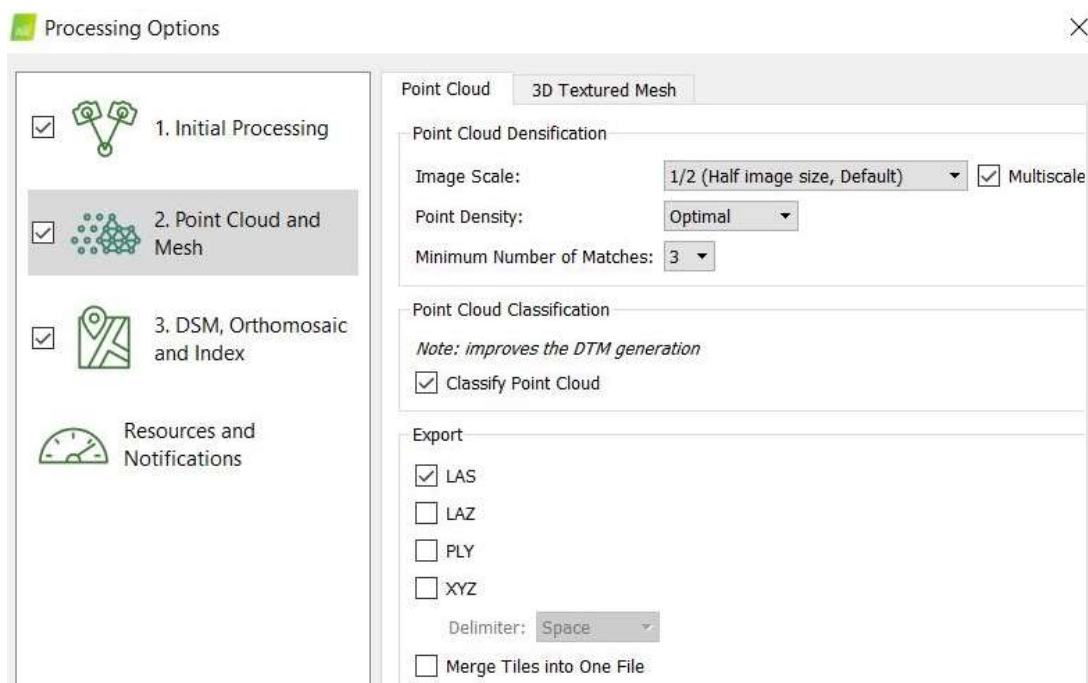 Processing Options
1. Initial Processing
2. Point Cloud and
Mesh
3. DSM, Orthomosaic
and Index
Resources and
Notifications
Point Cloud
3D Textured Mesh
Point Cloud Densification
Image Scale: 1/2 (Half image size, Default) Multiscale
Point Density: Optimal
Minimum Number of Matches: 3
Point Cloud Classification
Note: improves the DTM generation
Classify Point Cloud
Export
LAS
LAZ
PLY
XYZ
Delimiter: Space
Merge Tiles into One File